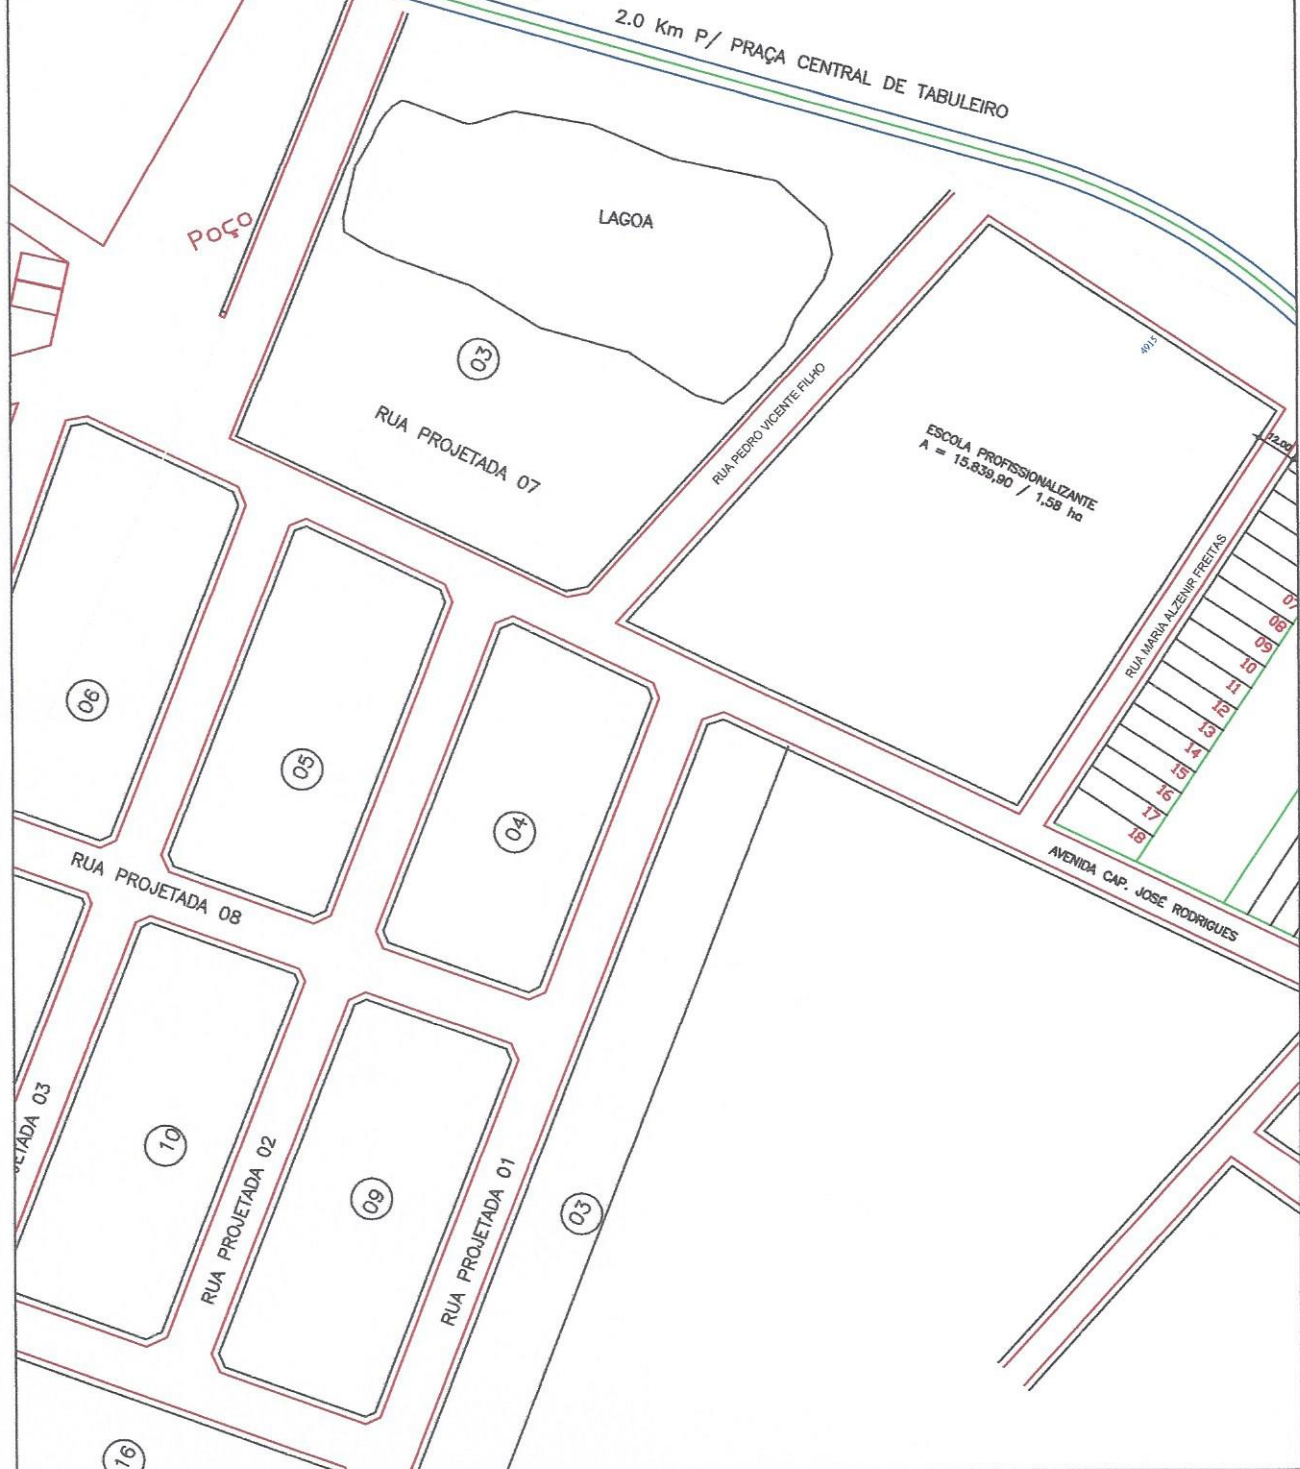 2.0 Km P/ PRAÇA CENTRAL DE TABULEIRO
LAGOA
Poço
03
RUA PROJETADA 07
RUA PEDRO VICENTE FILHO
4915
ESCOLA PROFISSIONALIZANTE
A = 15.839,90 / 1,58 ha
12.00
RUA MARIA ALZENIR FREITAS
07
08
09
10
11
12
13
14
15
16
17
18
AVENIDA CAP. JOSÉ RODRIGUES
06
05
04
RUA PROJETADA 08
JETADA 03
10
RUA PROJETADA 02
09
RUA PROJETADA 01
03
16